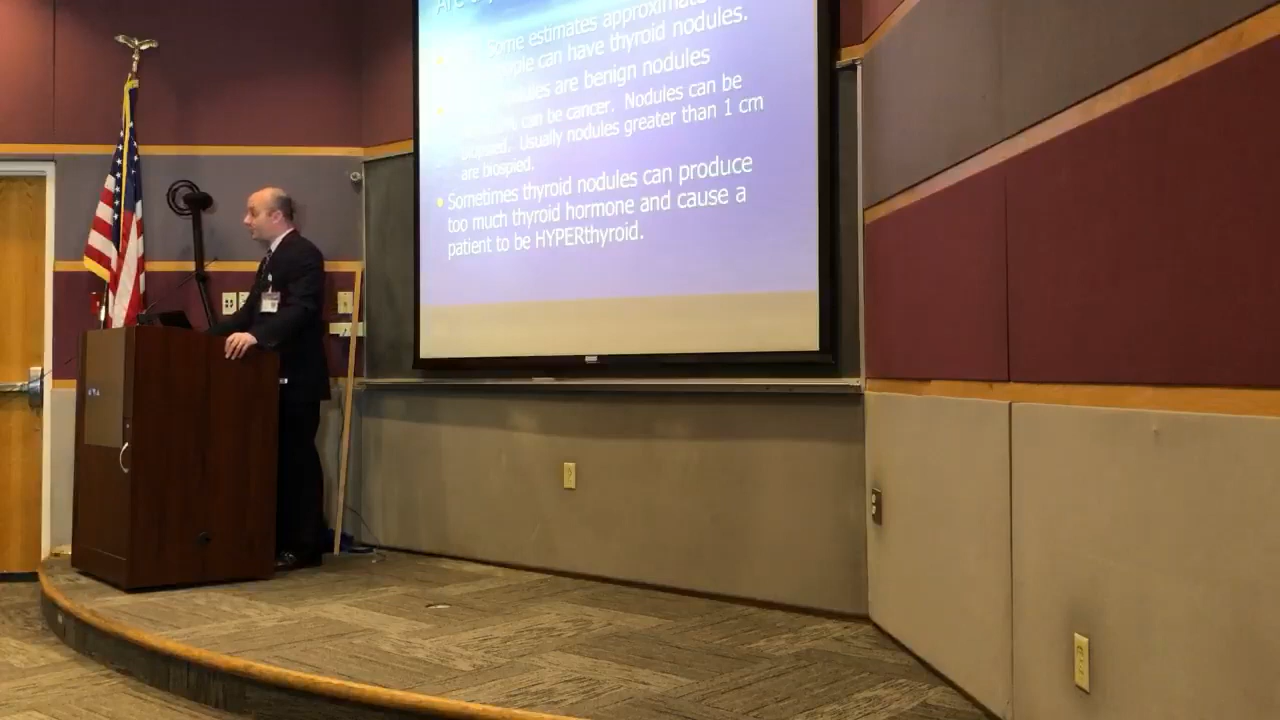 Are
Some estimates approximate
can have thyroid nodules.
are benign nodules
can be cancer. Nodules can be
biopsied. Usually nodules greater than 1 cm
are biospied.
Sometimes thyroid nodules can produce
too much thyroid hormone and cause a
patient to be HYPERthyroid.